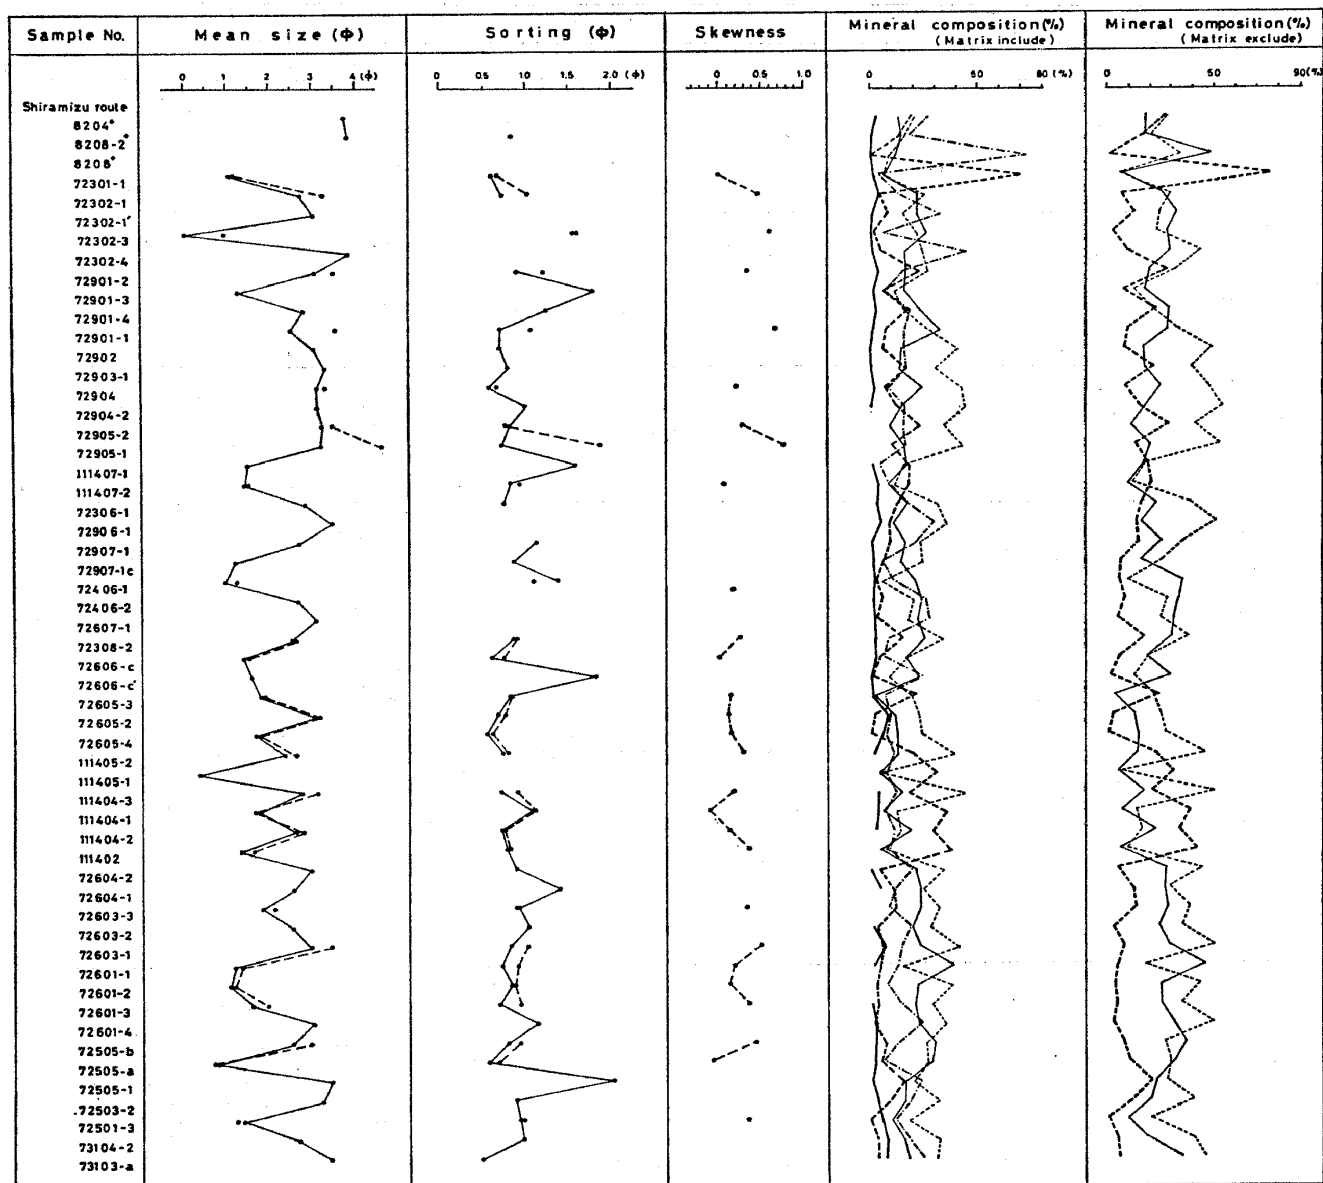 Sample No.
Mean size (Φ)
Sorting (Φ)
Skewness
Mineral composition(%)
(Matrix include)
Mineral composition(%)
(Matrix exclude)
0 1 2 3 4 (Φ)
0 0.5 1.0 1.5 2.0 (Φ)
0 0.5 1.0
0 50 80 (%)
0 50 90(%)
Shiramizu route
8204+
8208-2+
8208+
72301-1
72302-1
72302-1'
72302-3
72302-4
72901-2
72901-3
72901-4
72901-1
72902
72903-1
72904
72904-2
72905-2
72905-1
111407-1
111407-2
72306-1
72906-1
72907-1
72907-1c
72406-1
72406-2
72607-1
72308-2
72606-c
72606-c'
72605-3
72605-2
72605-4
111405-2
111405-1
111404-3
111404-1
111404-2
111402
72604-2
72604-1
72603-3
72603-2
72603-1
72601-1
72601-2
72601-3
72601-4
72505-b
72505-a
72505-1
72503-2
72501-3
73104-2
73103-a